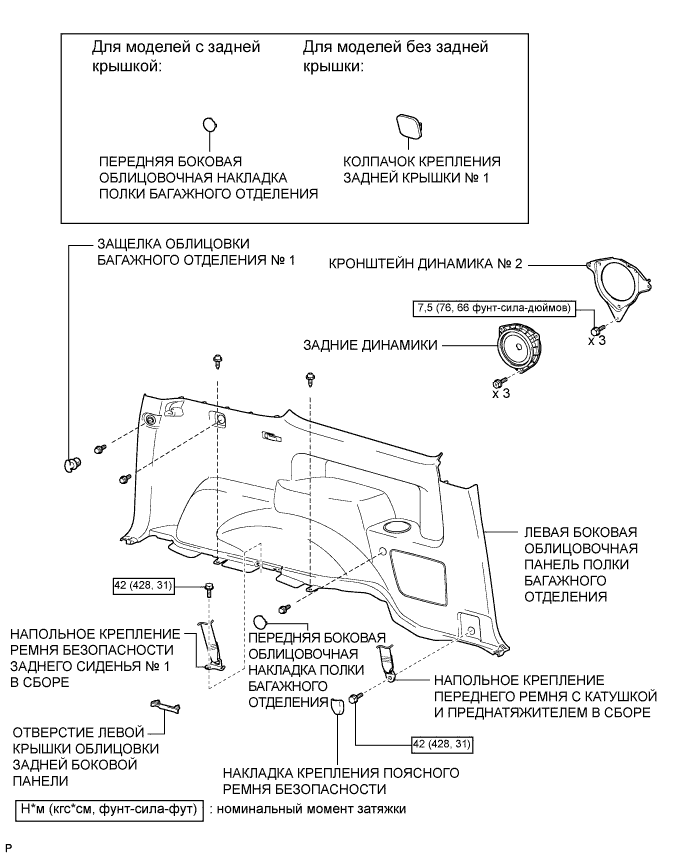 Для моделей с задней
крышкой:
Для моделей без задней
крышки:
ПЕРЕДНЯЯ БОКОВАЯ
ОБЛИЦОВОЧНАЯ НАКЛАДКА
ПОЛКИ БАГАЖНОГО ОТДЕЛЕНИЯ
КОЛПАЧОК КРЕПЛЕНИЯ
ЗАДНЕЙ КРЫШКИ № 1
ЗАЩЕЛКА ОБЛИЦОВКИ
БАГАЖНОГО ОТДЕЛЕНИЯ № 1
КРОНШТЕЙН ДИНАМИКА № 2
7,5 (76, 66 фунт-сила-дюймов)
x 3
ЗАДНИЕ ДИНАМИКИ
x 3
ЛЕВАЯ БОКОВАЯ
ОБЛИЦОВОЧНАЯ
ПАНЕЛЬ ПОЛКИ
БАГАЖНОГО
ОТДЕЛЕНИЯ
42 (428, 31)
НАПОЛЬНОЕ КРЕПЛЕНИЕ
РЕМНЯ БЕЗОПАСНОСТИ
ЗАДНЕГО СИДЕНЬЯ № 1
В СБОРЕ
ПЕРЕДНЯЯ БОКОВАЯ
ОБЛИЦОВОЧНАЯ
НАКЛАДКА ПОЛКИ
БАГАЖНОГО
ОТДЕЛЕНИЯ
НАПОЛЬНОЕ КРЕПЛЕНИЕ
ПЕРЕДНЕГО РЕМНЯ С КАТУШКОЙ
И ПРЕДНАТЯЖИТЕЛЕМ В СБОРЕ
ОТВЕРСТИЕ ЛЕВОЙ
КРЫШКИ ОБЛИЦОВКИ
ЗАДНЕЙ БОКОВОЙ
ПАНЕЛИ
42 (428, 31)
НАКЛАДКА КРЕПЛЕНИЯ ПОЯСНОГО
РЕМНЯ БЕЗОПАСНОСТИ
Н*м (кгс*см, фунт-сила-фут) : номинальный момент затяжки
P